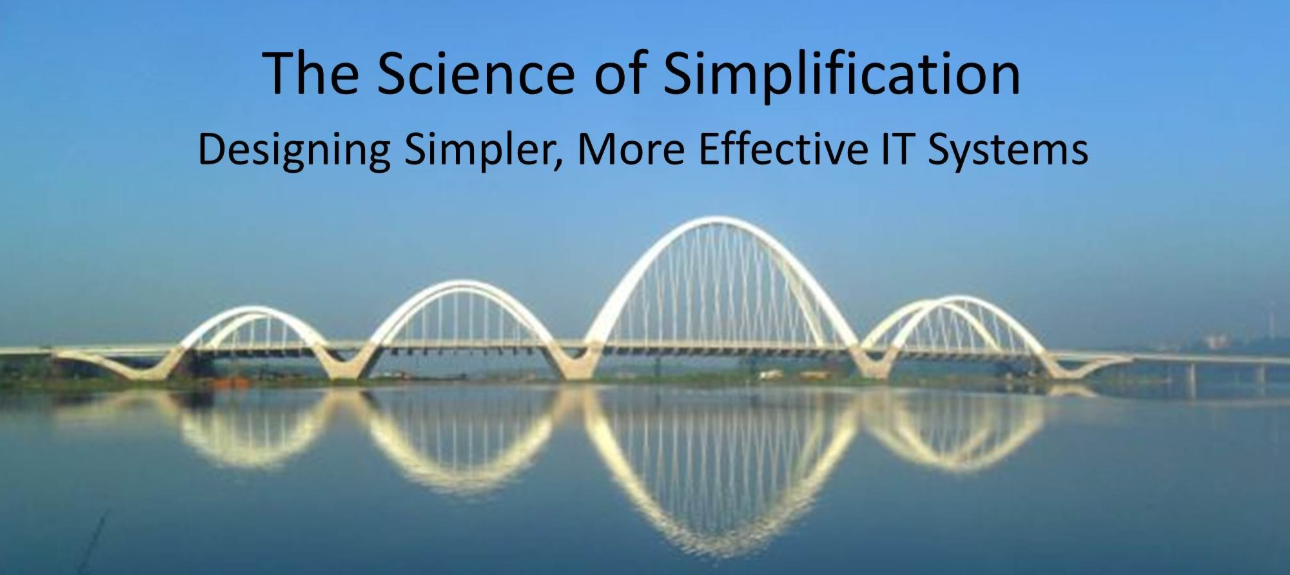 The Science of Simplification
Designing Simpler, More Effective IT Systems